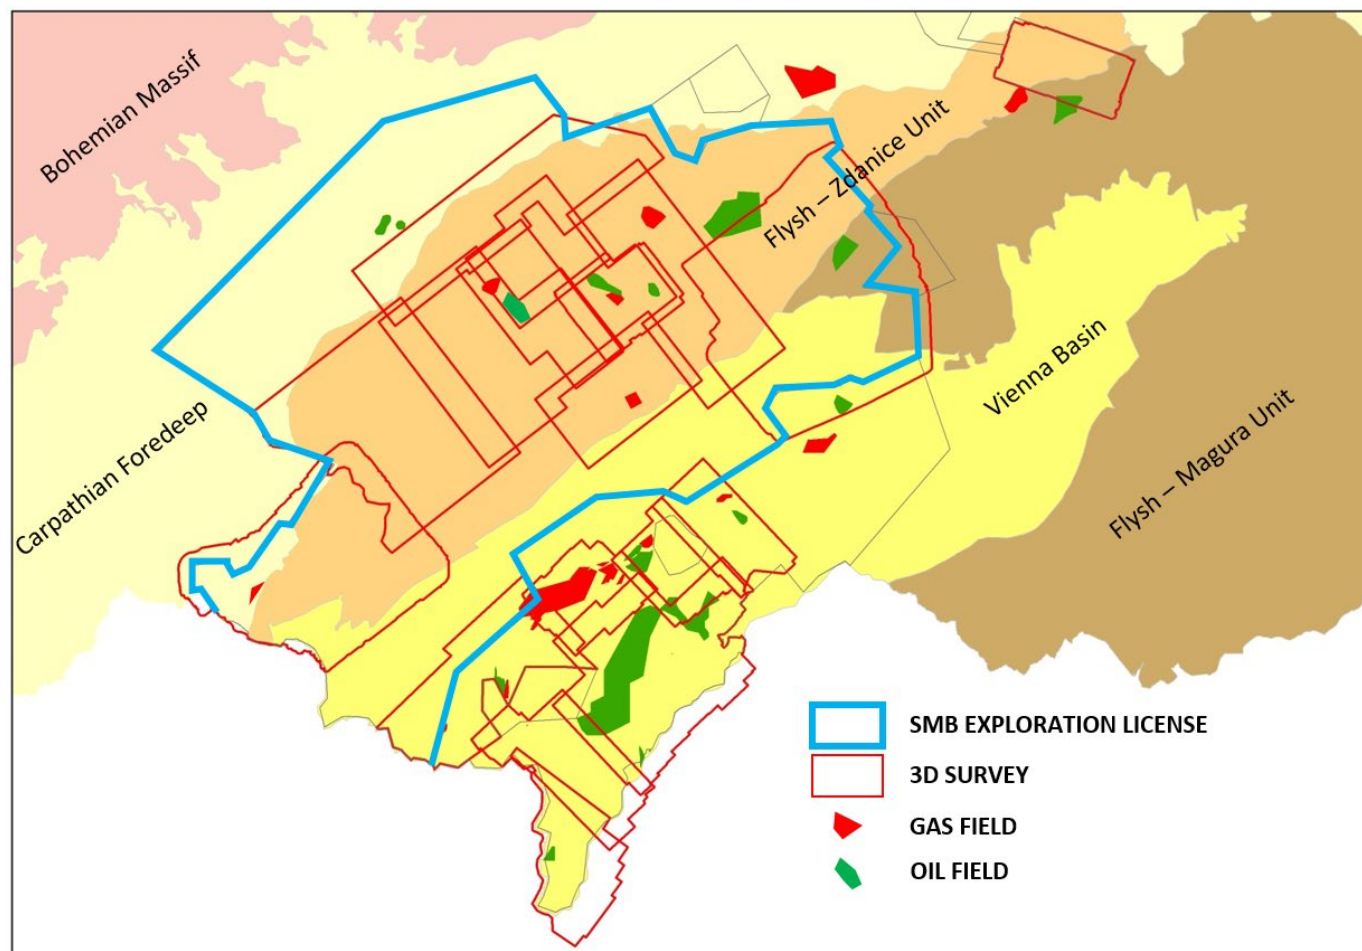 Bohemian Massif
Flysh – Zdanice Unit
Vienna Basin
Carpathian Foredeep
Flysh – Magura Unit
SMB EXPLORATION LICENSE
3D SURVEY
GAS FIELD
OIL FIELD